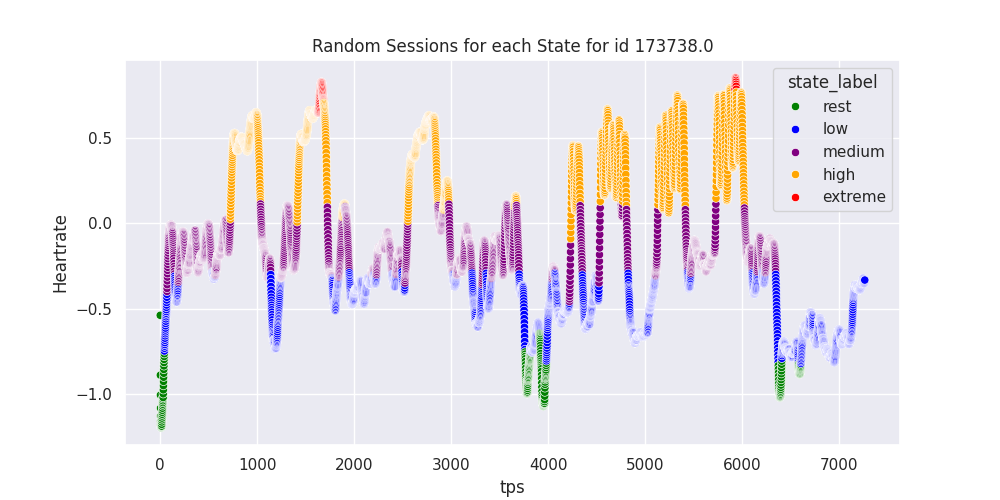 Random Sessions for each State for id 173738.0
state_label
rest
low
medium
high
extreme
Heartrate
0.5
0.0
−0.5
−1.0
0 1000 2000 3000 4000 5000 6000 7000
tps